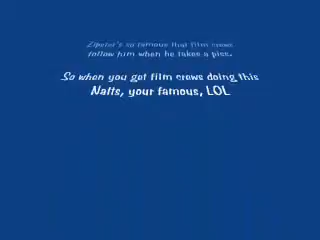 Zipster's so famous that film crews
follow him when he takes a piss.
So when you get film crews doing this
Natts, your famous, LOL